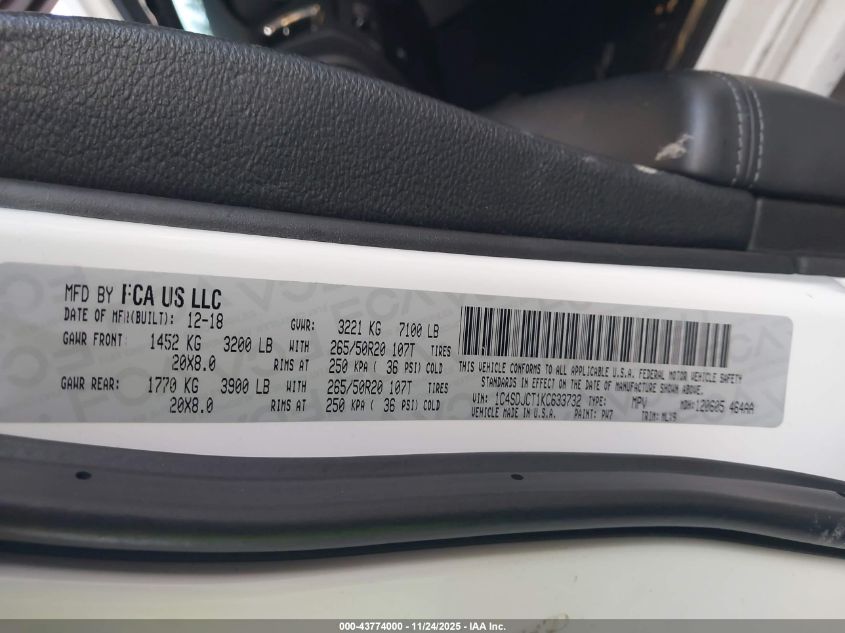 MFD BY FCA US LLC
DATE OF MFR(BUILT): 12-18 GVWR: 3221 KG 7100 LB
GAWR FRONT: 1452 KG 3200 LB WITH 265/50R20 107T TIRES
20X8.0 RIMS AT 250 KPA ( 36 PSI) COLD
GAWR REAR: 1770 KG 3900 LB WITH 265/50R20 107T TIRES
20X8.0 RIMS AT 250 KPA ( 36 PSI) COLD
THIS VEHICLE CONFORMS TO ALL APPLICABLE U.S.A. FEDERAL MOTOR VEHICLE SAFETY
STANDARDS IN EFFECT ON THE DATE OF MANUFACTURE SHOWN ABOVE.
VIN: 1C4SDJCT1KC633732 TYPE: MPV MDH: 120605 464AA
VEHICLE MADE IN U.S.A. PAINT: PW7 TRIM: MLX9
000-43774000 | 11/24/2025 | IAA Inc.